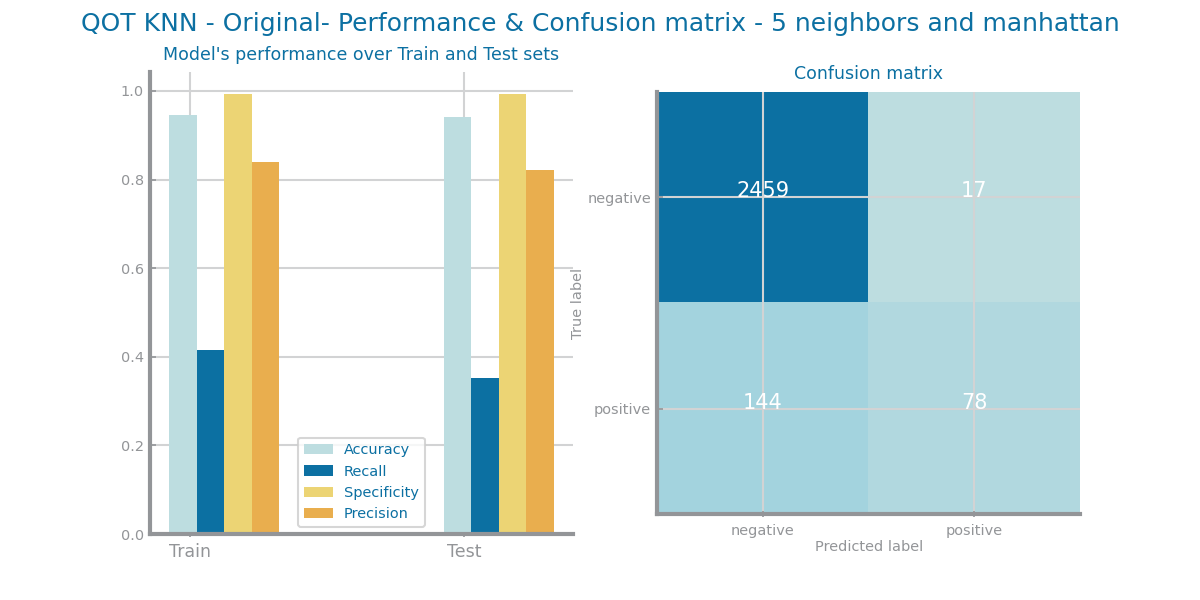 QOT KNN - Original- Performance & Confusion matrix - 5 neighbors and manhattan
Model's performance over Train and Test sets
1.0
0.8
0.6
0.4
0.2
0.0
Train
Test
Accuracy
Recall
Specificity
Precision
Confusion matrix
True label
negative
positive
2459
17
144
78
negative
positive
Predicted label